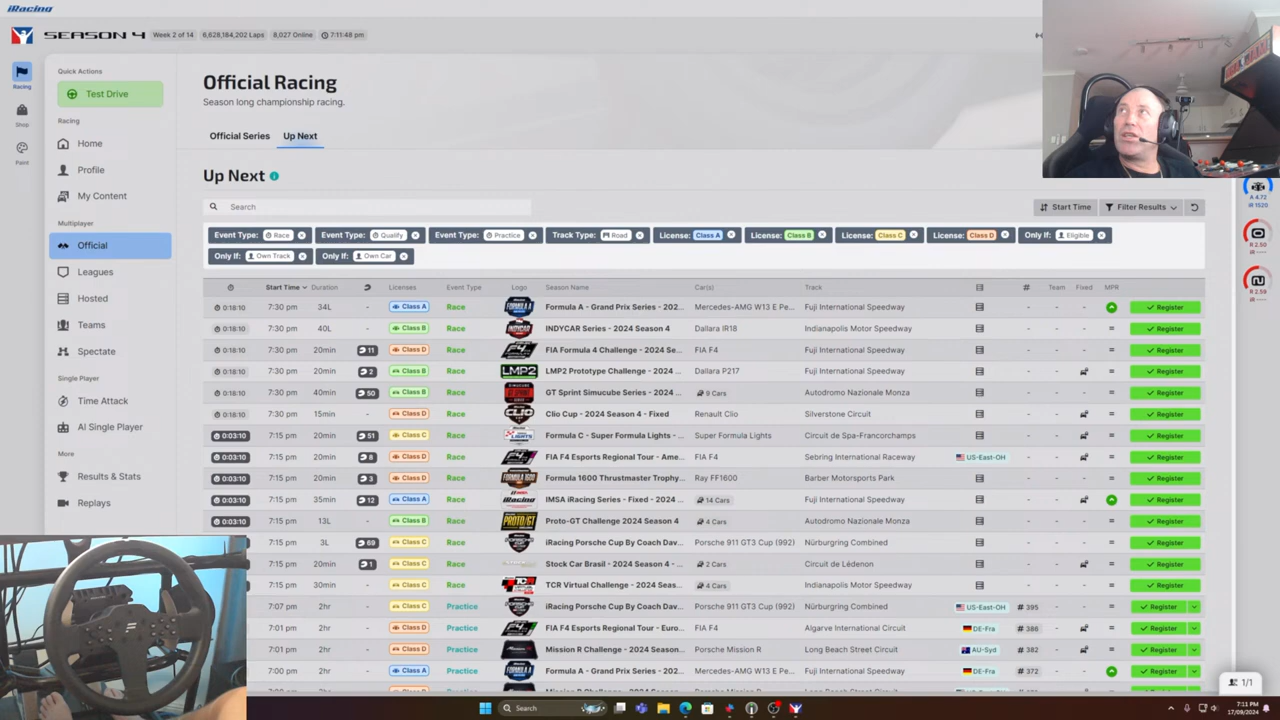 iRacing
SEASON 4 Week 2 of 14 6,628,184,202 Laps 8,027 Online 7:11:48 pm
Racing
Shop
Paint
Quick Actions
Test Drive
Racing
Home
Profile
My Content
Multiplayer
Official
Leagues
Hosted
Teams
Spectate
Single Player
Time Attack
AI Single Player
More
Results & Stats
Replays
Official Racing
Season long championship racing.
Official Series Up Next
Up Next
Search Start Time Filter Results
Event Type: Race Event Type: Qualify Event Type: Practice Track Type: Road License: Class A License: Class B License: Class C License: Class D Only If: Eligible
Only If: Own Track Only If: Own Car
Start Time Duration Licenses Event Type Logo Season Name Car(s) Track # Team Fixed MPR
0:18:10 7:30 pm 34L - Class A Race Formula A - Grand Prix Series - 202... Mercedes-AMG W13 E Pe... Fuji International Speedway - - - Register
0:18:10 7:30 pm 40L - Class B Race INDYCAR Series - 2024 Season 4 Dallara IR18 Indianapolis Motor Speedway - - - = Register
0:18:10 7:30 pm 20min 11 Class D Race FIA Formula 4 Challenge - 2024 Se... FIA F4 Fuji International Speedway - - - = Register
0:18:10 7:30 pm 20min 2 Class B Race LMP2 Prototype Challenge - 2024 ... Dallara P217 Fuji International Speedway - - = Register
0:18:10 7:30 pm 40min 50 Class B Race GT Sprint Simucube Series - 2024 ... 9 Cars Autodromo Nazionale Monza - - - = Register
0:18:10 7:30 pm 15min - Class D Race Clio Cup - 2024 Season 4 - Fixed Renault Clio Silverstone Circuit - - = Register
0:03:10 7:15 pm 20min 51 Class C Race Formula C - Super Formula Lights - ... Super Formula Lights Circuit de Spa-Francorchamps - - - = Register
0:03:10 7:15 pm 20min 8 Class D Race FIA F4 Esports Regional Tour - Ame... FIA F4 Sebring International Raceway US-East-OH - - = Register
0:03:10 7:15 pm 20min 3 Class D Race Formula 1600 Thrustmaster Trophy... Ray FF1600 Barber Motorsports Park - - - = Register
0:03:10 7:15 pm 35min 12 Class A Race IMSA iRacing Series - Fixed - 2024 ... 14 Cars Fuji International Speedway - - Register
0:03:10 7:15 pm 13L - Class B Race Proto-GT Challenge 2024 Season 4 4 Cars Autodromo Nazionale Monza - - - = Register
7:15 pm 3L 69 Class C Race iRacing Porsche Cup By Coach Dav... Porsche 911 GT3 Cup (992) Nürburgring Combined - - - = Register
7:15 pm 20min 1 Class C Race Stock Car Brasil - 2024 Season 4 - ... 2 Cars Circuit de Lédenon - - = Register
7:15 pm 30min - Class C Race TCR Virtual Challenge - 2024 Seas... 4 Cars Indianapolis Motor Speedway - - = Register
7:07 pm 2hr - Class C Practice iRacing Porsche Cup By Coach Dav... Porsche 911 GT3 Cup (992) Nürburgring Combined US-East-OH # 395 - - = Register
7:01 pm 2hr - Class D Practice FIA F4 Esports Regional Tour - Euro... FIA F4 Algarve International Circuit DE-Fra # 386 - = Register
7:01 pm 2hr - Class D Practice Mission R Challenge - 2024 Season... Porsche Mission R Long Beach Street Circuit AU-Syd # 382 - = Register
:00 pm 2hr - Class A Practice Formula A - Grand Prix Series - 202... Mercedes-AMG W13 E Pe... Fuji International Speedway DE-Fra # 372 - - Register
A 4.72
iR 1520
R 2.50
R 2.59
1/1
Search
7:11 PM
17/09/2024